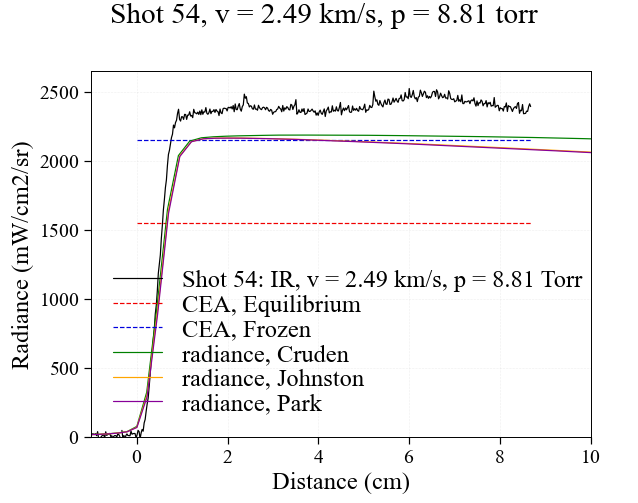 Shot 54, v = 2.49 km/s, p = 8.81 torr
2500
2000
1500
1000
500
0
Radiance (mW/cm2/sr)
Shot 54: IR, v = 2.49 km/s, p = 8.81 Torr
CEA, Equilibrium
CEA, Frozen
radiance, Cruden
radiance, Johnston
radiance, Park
0 2 4 6 8 10
Distance (cm)